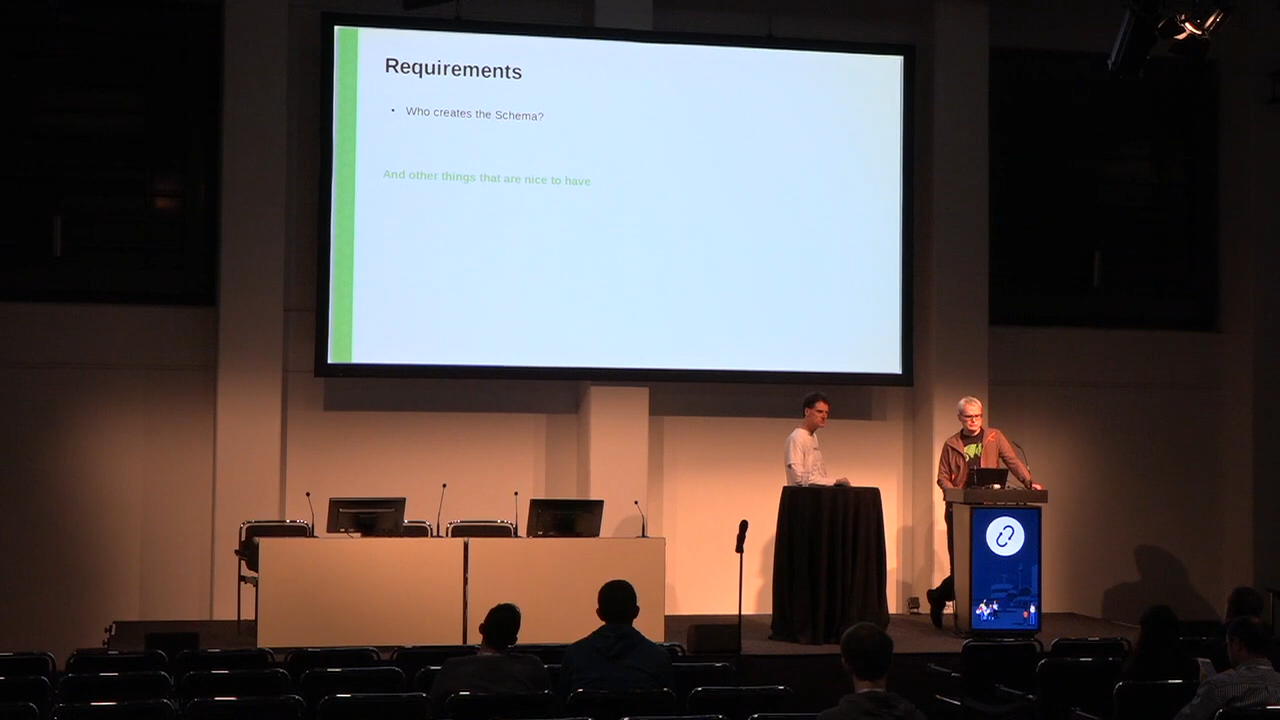 Requirements
• Who creates the Schema?
And other things that are nice to have